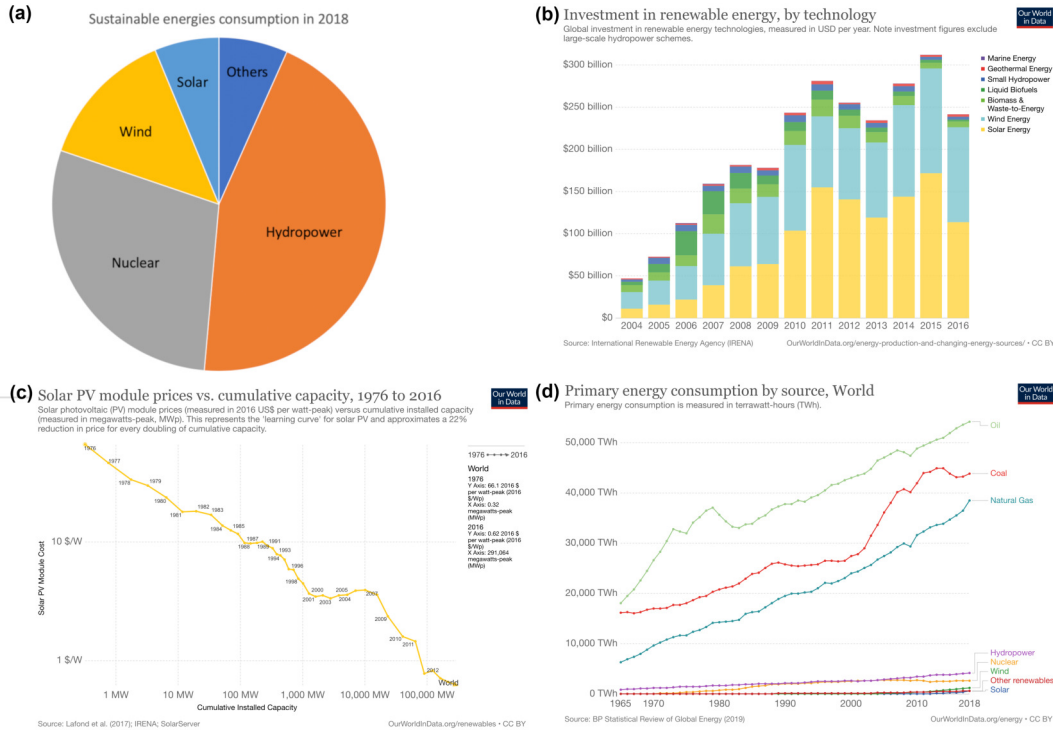 (a)
Sustainable energies consumption in 2018
Others
Solar
Wind
Hydropower
Nuclear
(b)
Investment in renewable energy, by technology
Global investment in renewable energy technologies, measured in USD per year. Note investment figures exclude
large-scale hydropower schemes.
Our World
in Data
$300 billion
$250 billion
$200 billion
$150 billion
$100 billion
$50 billion
$0
2004 2005 2006 2007 2008 2009 2010 2011 2012 2013 2014 2015 2016
Marine Energy
Geothermal Energy
Small Hydropower
Liquid Biofuels
Biomass &
Waste-to-Energy
Wind Energy
Solar Energy
Source: International Renewable Energy Agency (IRENA) OurWorldInData.org/energy-production-and-changing-energy-sources/ • CC BY
(c)
Solar PV module prices vs. cumulative capacity, 1976 to 2016
Solar photovoltaic (PV) module prices (measured in 2016 US$ per watt-peak) versus cumulative installed capacity
(measured in megawatts-peak, MWp). This represents the 'learning curve' for solar PV and approximates a 22%
reduction in price for every doubling of cumulative capacity.
Our World
in Data
Solar PV Module Cost
10 $/W
1 $/W
1976
1977
1978
1979
1980
1981
1982
1983
1984
1985
1987
1991
1993
1994
1996
1998
2000
2001
2003
2005
2004
2009
2010
2011
2012
World
1 MW 10 MW 100 MW 1,000 MW 10,000 MW 100,000 MW
Cumulative Installed Capacity
1976 2016
World
1976
Y Axis: 66.1 2016 $
per watt-peak (2016
$/Wp)
X Axis: 0.32
megawatts-peak
(MWp)
2016
Y Axis: 0.62 2016 $
per watt-peak (2016
$/Wp)
X Axis: 291,064
megawatts-peak
(MWp)
Source: Lafond et al. (2017); IRENA; SolarServer OurWorldInData.org/renewables • CC BY
(d)
Primary energy consumption by source, World
Primary energy consumption is measured in terrawatt-hours (TWh).
Our World
in Data
50,000 TWh
40,000 TWh
30,000 TWh
20,000 TWh
10,000 TWh
0 TWh
1965 1970 1980 1990 2000 2010 2018
Oil
Coal
Natural Gas
Hydropower
Nuclear
Wind
Other renewables
Solar
Source: BP Statistical Review of Global Energy (2019) OurWorldInData.org/energy • CC BY